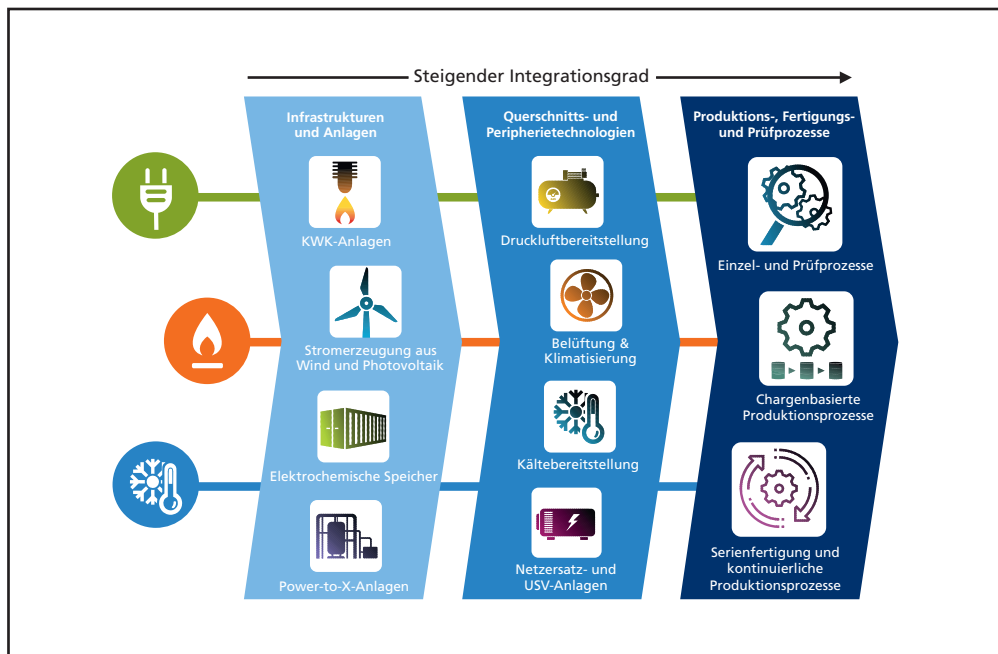 Steigender Integrationsgrad
Infrastrukturen
und Anlagen
KWK-Anlagen
Stromerzeugung aus
Wind und Photovoltaik
Elektrochemische Speicher
Power-to-X-Anlagen
Querschnitts- und
Peripherietechnologien
Druckluftbereitstellung
Belüftung &
Klimatisierung
Kältebereitstellung
Netzersatz- und
USV-Anlagen
Produktions-, Fertigungs-
und Prüfprozesse
Einzel- und Prüfprozesse
Chargenbasierte
Produktionsprozesse
Serienfertigung und
kontinuierliche
Produktionsprozesse